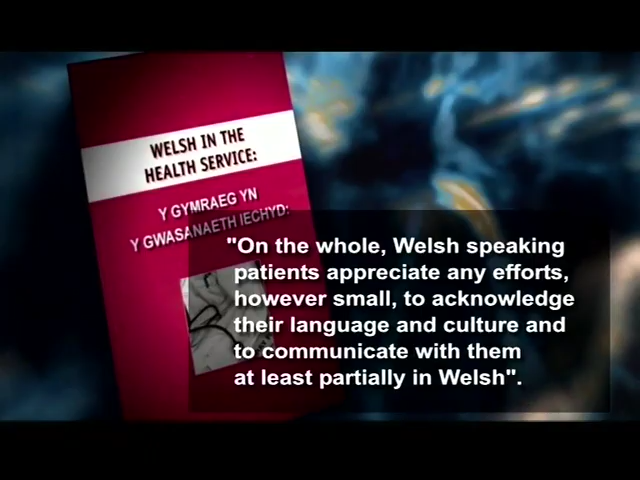 WELSH IN THE
HEALTH SERVICE:
Y GYMRAEG YN
Y GWASANAETH IECHYD:
"On the whole, Welsh speaking
patients appreciate any efforts,
however small, to acknowledge
their language and culture and
to communicate with them
at least partially in Welsh".